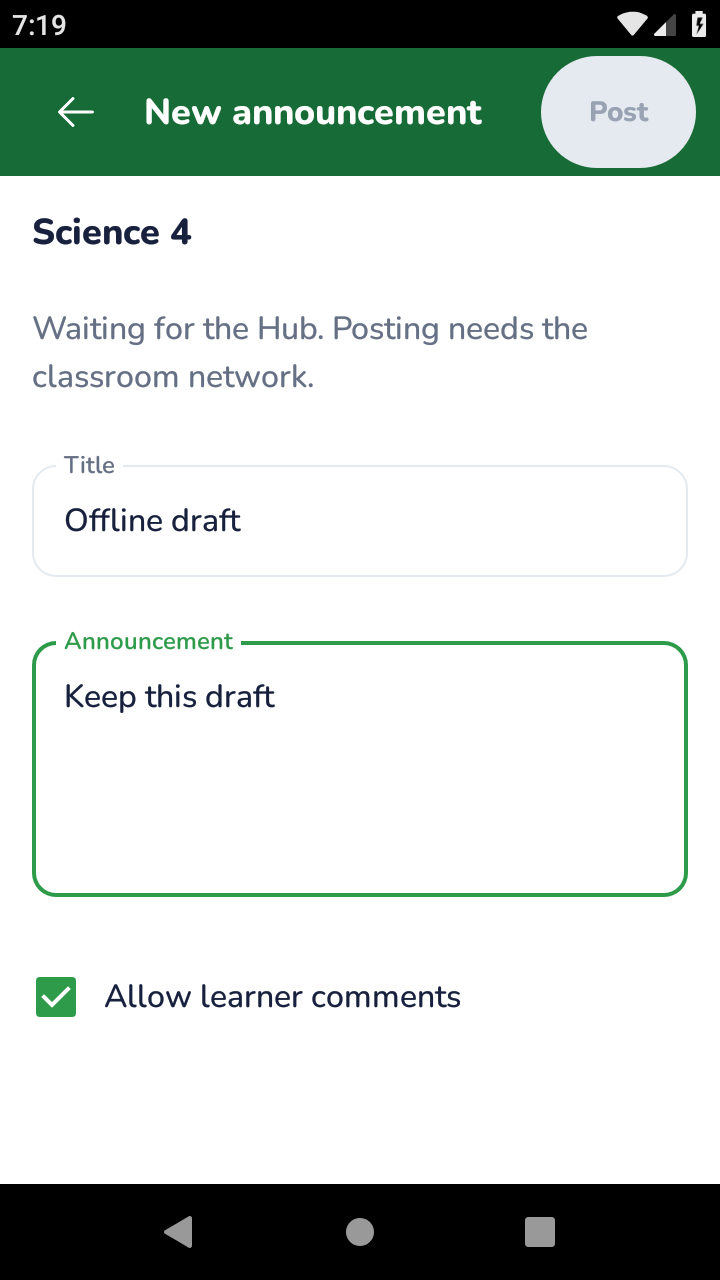 7:19
New announcement
Post
Science 4
Waiting for the Hub. Posting needs the
classroom network.
Title
Offline draft
Announcement
Keep this draft
Allow learner comments